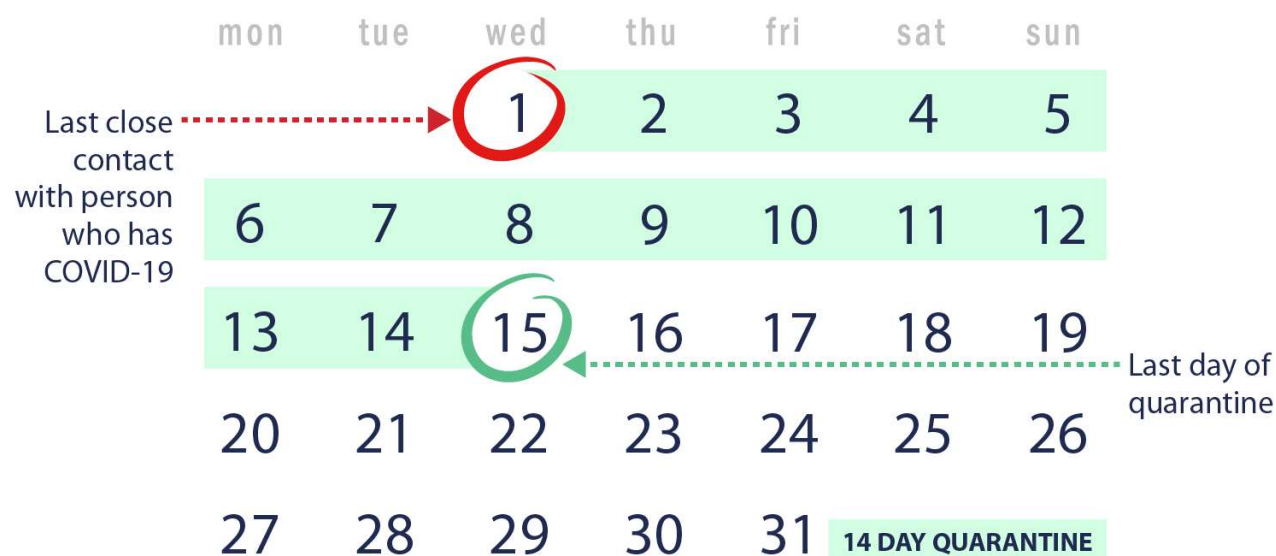 mon tue wed thu fri sat sun
Last close
contact
with person
who has
COVID-19
1 2 3 4 5
6 7 8 9 10 11 12
13 14 15 16 17 18 19
Last day of
quarantine
20 21 22 23 24 25 26
27 28 29 30 31
14 DAY QUARANTINE